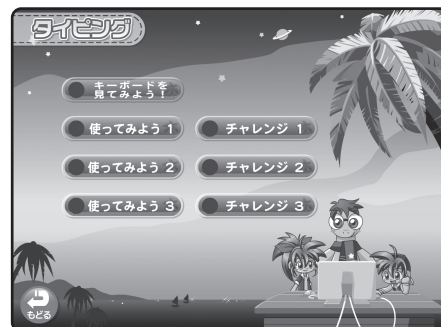 タイピング
キーボードを
見てみよう！
使ってみよう 1
チャレンジ 1
使ってみよう 2
チャレンジ 2
使ってみよう 3
チャレンジ 3
もどる